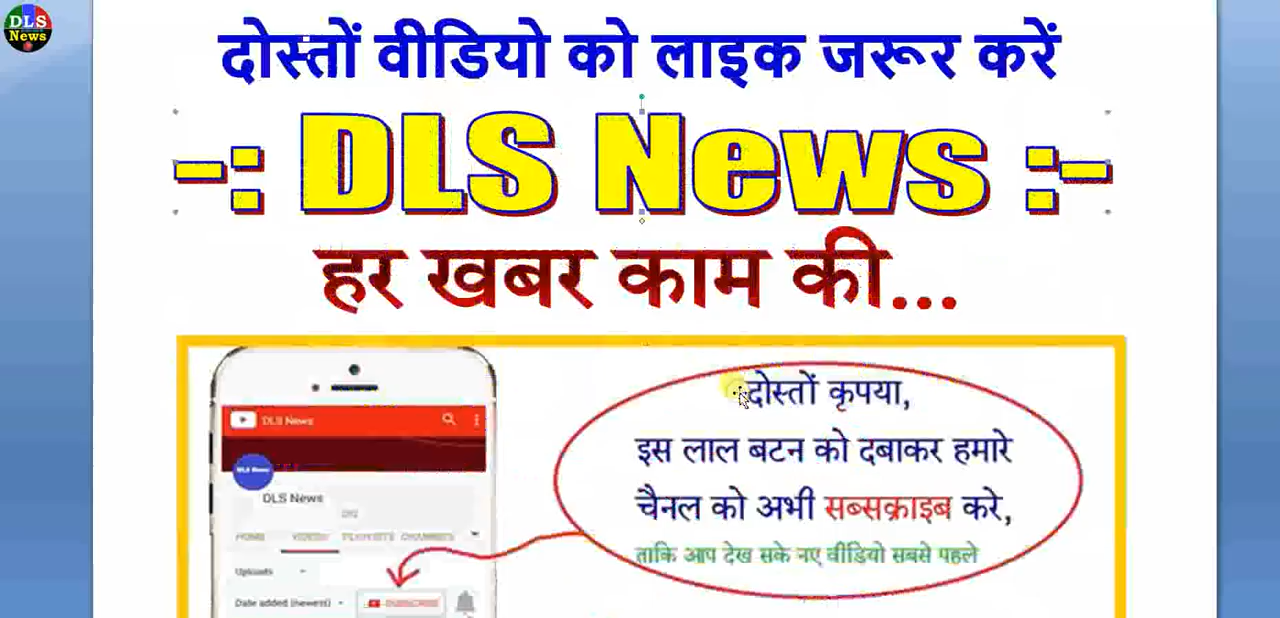 DLS
News
दोस्तों वीडियो को लाइक जरूर करें
-: DLS News :-
हर खबर काम की...
दोस्तों कृपया,
इस लाल बटन को दबाकर हमारे
चैनल को अभी सब्सक्राइब करे,
ताकि आप देख सके नए वीडियो सबसे पहले
DLS News
DLS News
DLS News
HOME VIDEOS PLAYLISTS CHANNELS
Uploads
Date added (newest)
SUBSCRIBE